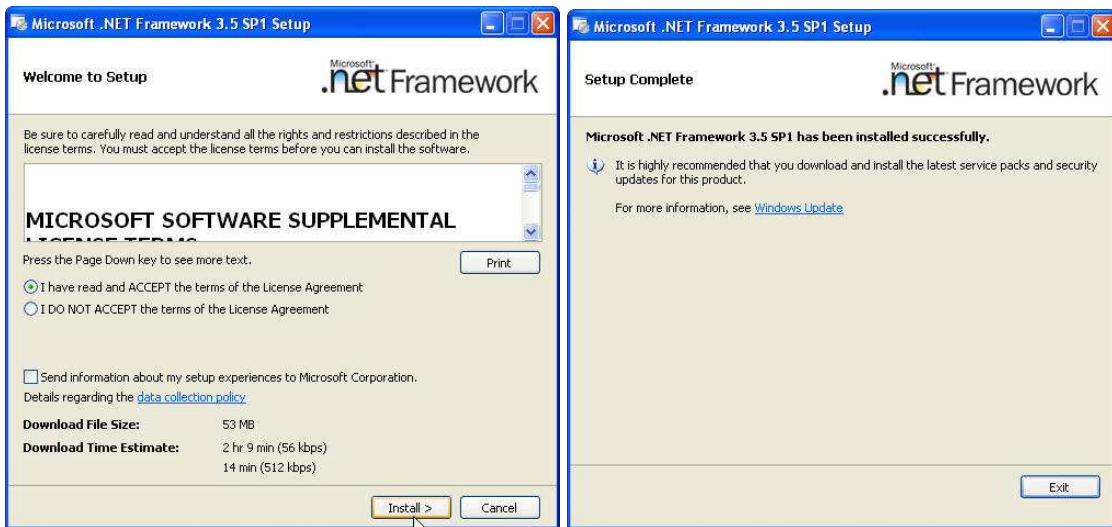 Microsoft .NET Framework 3.5 SP1 Setup
Welcome to Setup
Microsoft
.net Framework
Be sure to carefully read and understand all the rights and restrictions described in the
license terms. You must accept the license terms before you can install the software.
MICROSOFT SOFTWARE SUPPLEMENTAL
LICENSE TERMS
Press the Page Down key to see more text.
Print
I have read and ACCEPT the terms of the License Agreement
I DO NOT ACCEPT the terms of the License Agreement
Send information about my setup experiences to Microsoft Corporation.
Details regarding the data collection policy
Download File Size: 53 MB
Download Time Estimate: 2 hr 9 min (56 kbps)
14 min (512 kbps)
Install >
Cancel
Microsoft .NET Framework 3.5 SP1 Setup
Setup Complete
Microsoft
.net Framework
Microsoft .NET Framework 3.5 SP1 has been installed successfully.
It is highly recommended that you download and install the latest service packs and security
updates for this product.
For more information, see Windows Update
Exit